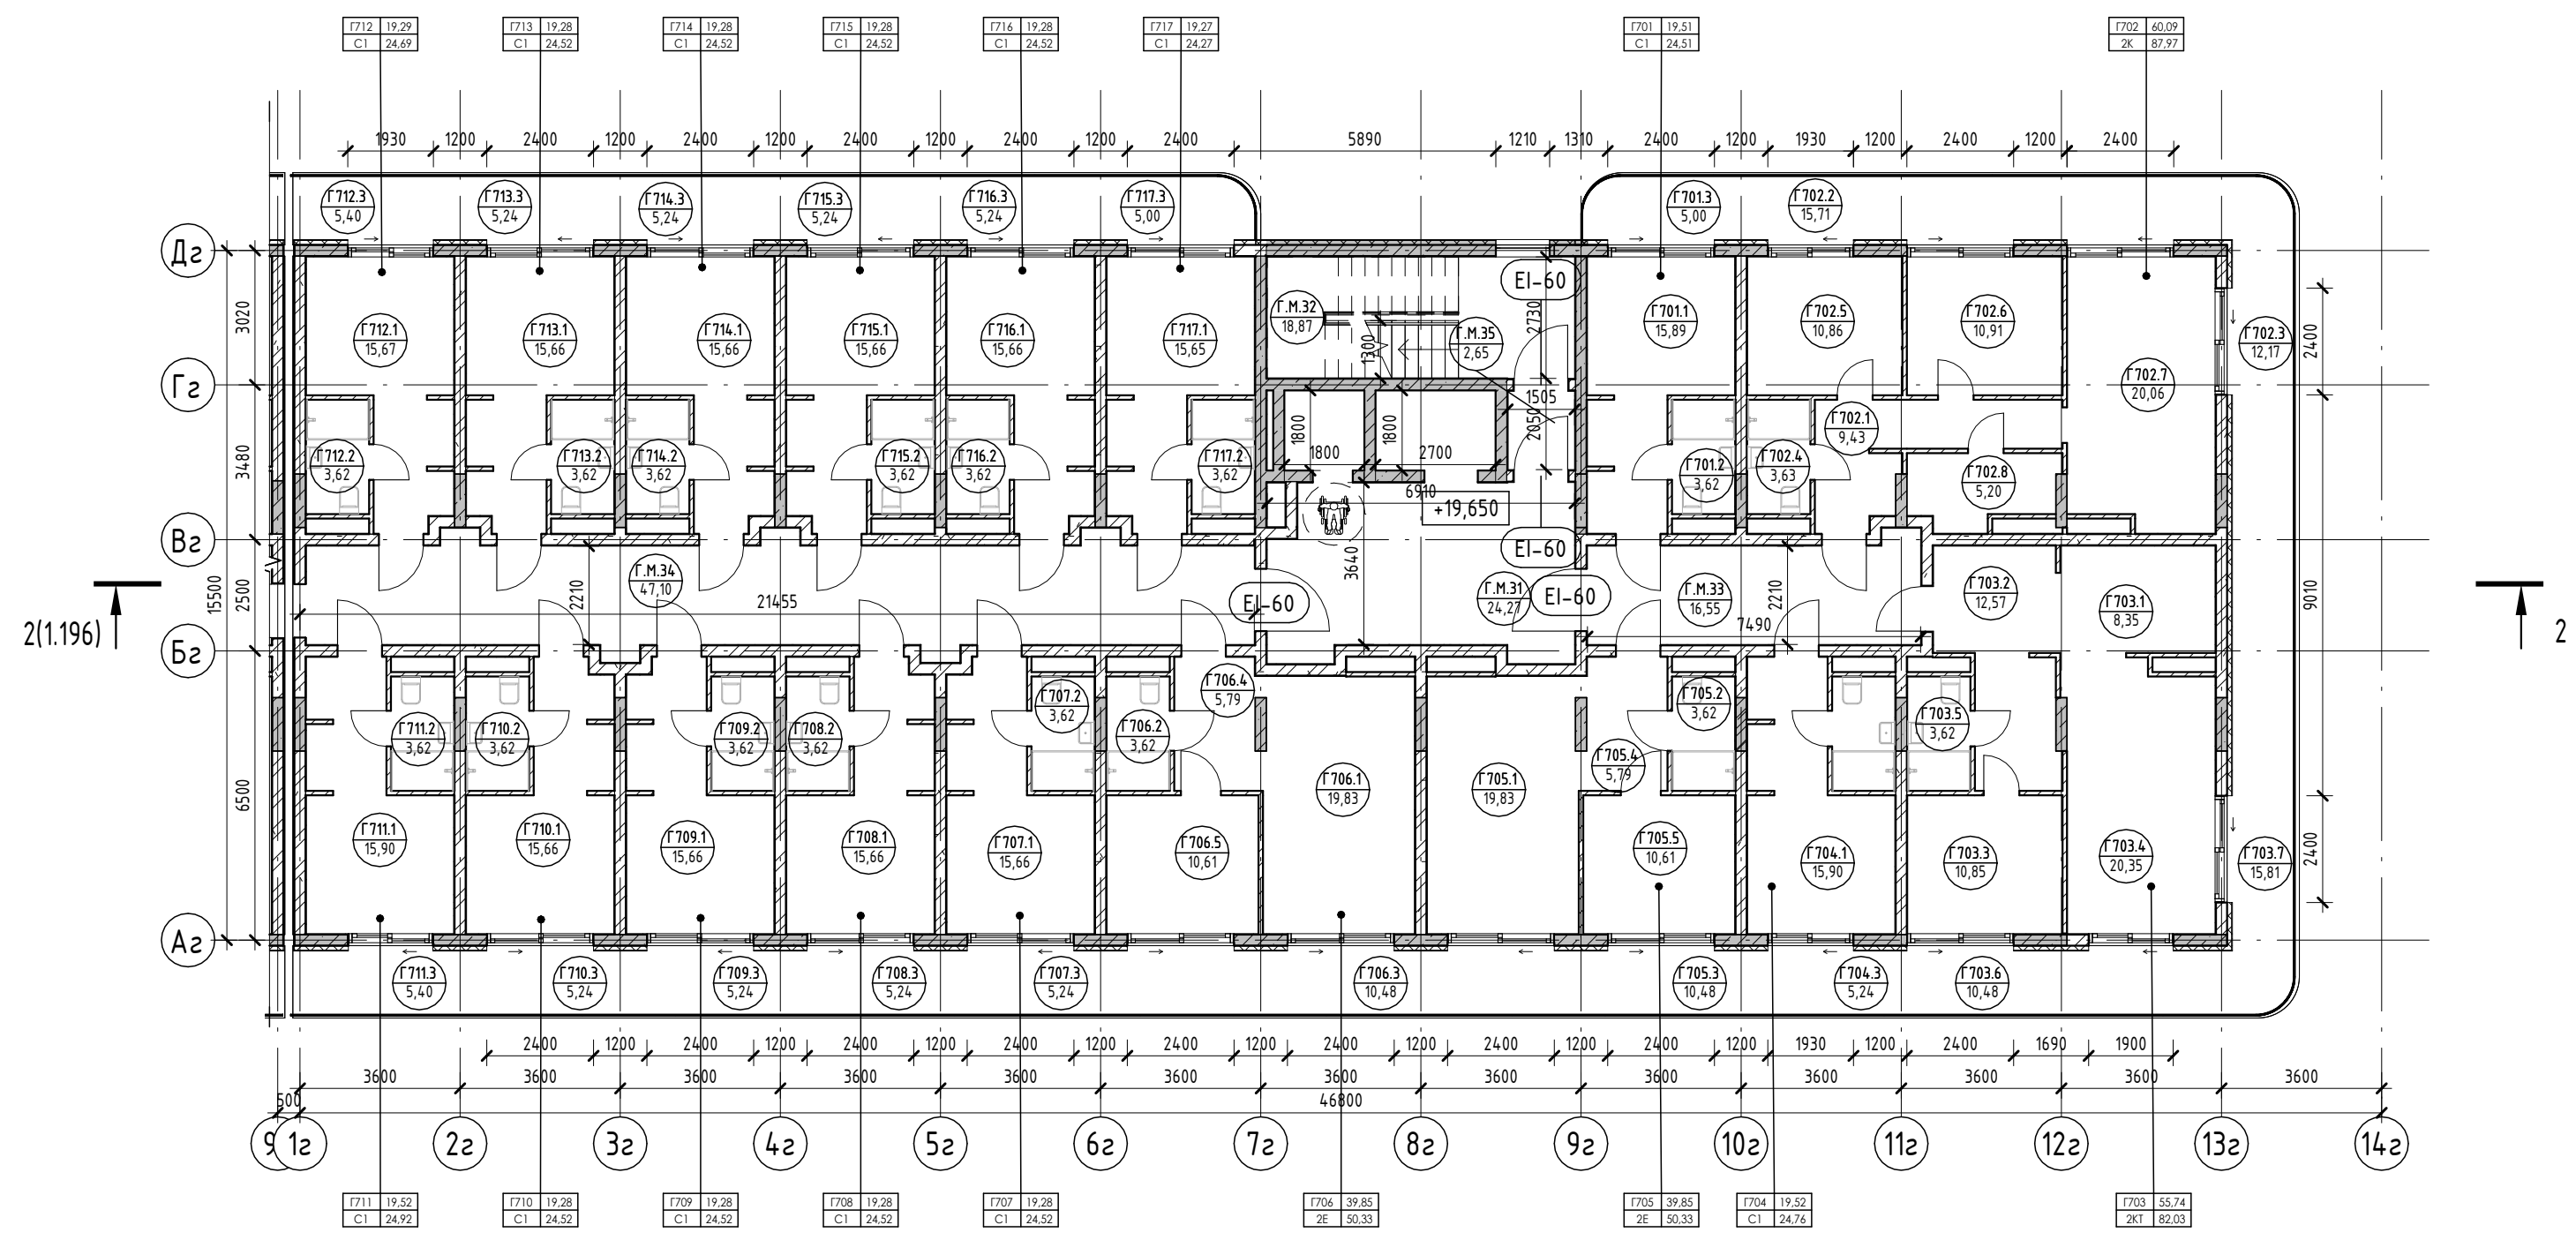 Г712 19,29 Г713 19,28 Г714 19,28 Г715 19,28 Г716 19,28 Г717 19,27 Г701 19,51 Г702 60,09
С1 24,69 С1 24,52 С1 24,52 С1 24,52 С1 24,52 С1 24,27 С1 24,51 2К 87,97
1930 1200 2400 1200 2400 1200 2400 1200 2400 1200 2400 5890 1210 1310 2400 1200 1930 1200 2400 1200 2400
Г712.3 Г713.3 Г714.3 Г715.3 Г716.3 Г717.3 Г701.3 Г702.2
5,40 5,24 5,24 5,24 5,24 5,00 5,00 15,71
Дг
EI-60
3020
2730
2400
Г712.1 Г713.1 Г714.1 Г715.1 Г716.1 Г717.1 Г.М.32 Г.М.35 Г701.1 Г702.5 Г702.6 Г702.3
15,67 15,66 15,66 15,66 15,66 15,65 18,87 2,65 15,89 10,86 10,91 12,17
1300
Гг
Г702.7
20,06
1505
2050
1800 1800
1800 2700
Г702.1
9,43
3480
Г712.2 Г713.2 Г714.2 Г715.2 Г716.2 Г717.2 Г701.2 Г702.4 Г702.8
3,62 3,62 3,62 3,62 3,62 3,62 3,62 3,63 5,20
6910
+19,650
Вг
EI-60
3640
2(1.196)
15500
2500
2210
Г.М.34
47,10
21455
EI-60
Г.М.31
24,27
EI-60
Г.М.33
16,55
2210
7490
Г703.2
12,57
Г703.1
8,35
9010
2
Бг
6500
Г706.4
5,79
Г711.2 Г710.2 Г709.2 Г708.2 Г707.2 Г706.2 Г705.2 Г703.5
3,62 3,62 3,62 3,62 3,62 3,62 3,62 3,62
Г706.1 Г705.1 Г705.4
19,83 19,83 5,79
Г711.1 Г710.1 Г709.1 Г708.1 Г707.1 Г706.5 Г705.5 Г704.1 Г703.3 Г703.4 Г703.7
15,90 15,66 15,66 15,66 15,66 10,61 10,61 15,90 10,85 20,35 15,81
2400
Аг
Г711.3 Г710.3 Г709.3 Г708.3 Г707.3 Г706.3 Г705.3 Г704.3 Г703.6
5,40 5,24 5,24 5,24 5,24 10,48 10,48 5,24 10,48
2400 1200 2400 1200 2400 1200 2400 1200 2400 1200 2400 1200 2400 1200 2400 1200 1930 1200 2400 1690 1900
3600 3600 3600 3600 3600 3600 3600 3600 3600 3600 3600 3600 3600
500 46800
9 1г 2г 3г 4г 5г 6г 7г 8г 9г 10г 11г 12г 13г 14г
Г711 19,52 Г710 19,28 Г709 19,28 Г708 19,28 Г707 19,28 Г706 39,85 Г705 39,85 Г704 19,52 Г703 55,74
С1 24,92 С1 24,52 С1 24,52 С1 24,52 С1 24,52 2Е 50,33 2Е 50,33 С1 24,76 2КТ 82,03